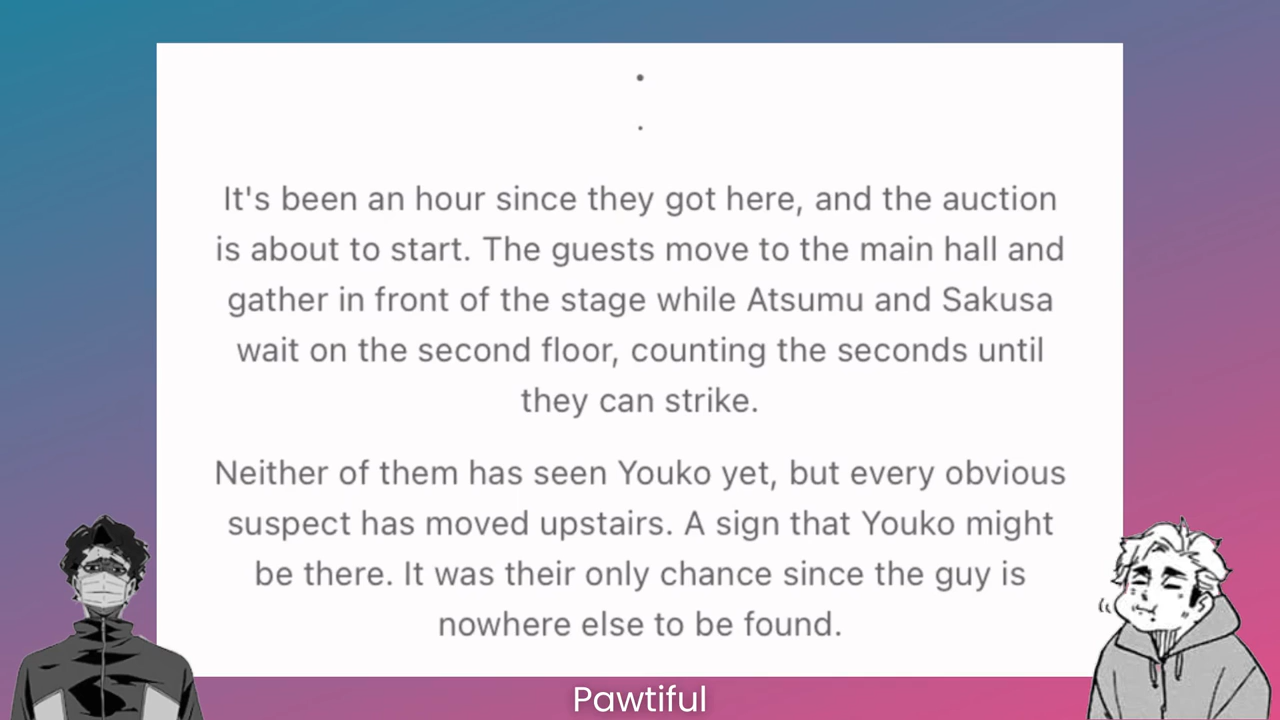 It's been an hour since they got here, and the auction
is about to start. The guests move to the main hall and
gather in front of the stage while Atsumu and Sakusa
wait on the second floor, counting the seconds until
they can strike.
Neither of them has seen Youko yet, but every obvious
suspect has moved upstairs. A sign that Youko might
be there. It was their only chance since the guy is
nowhere else to be found.
Pawtiful